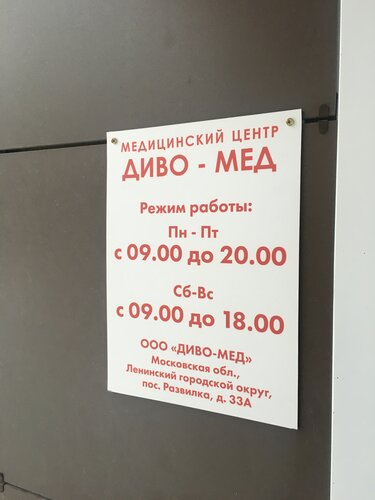 МЕДИЦИНСКИЙ ЦЕНТР
ДИВО - МЕД
Режим работы:
Пн - Пт
с 09.00 до 20.00
Сб-Вс
с 09.00 до 18.00
ООО «ДИВО-МЕД»
Московская обл.,
Ленинский городской округ,
пос. Развилка, д. 33А